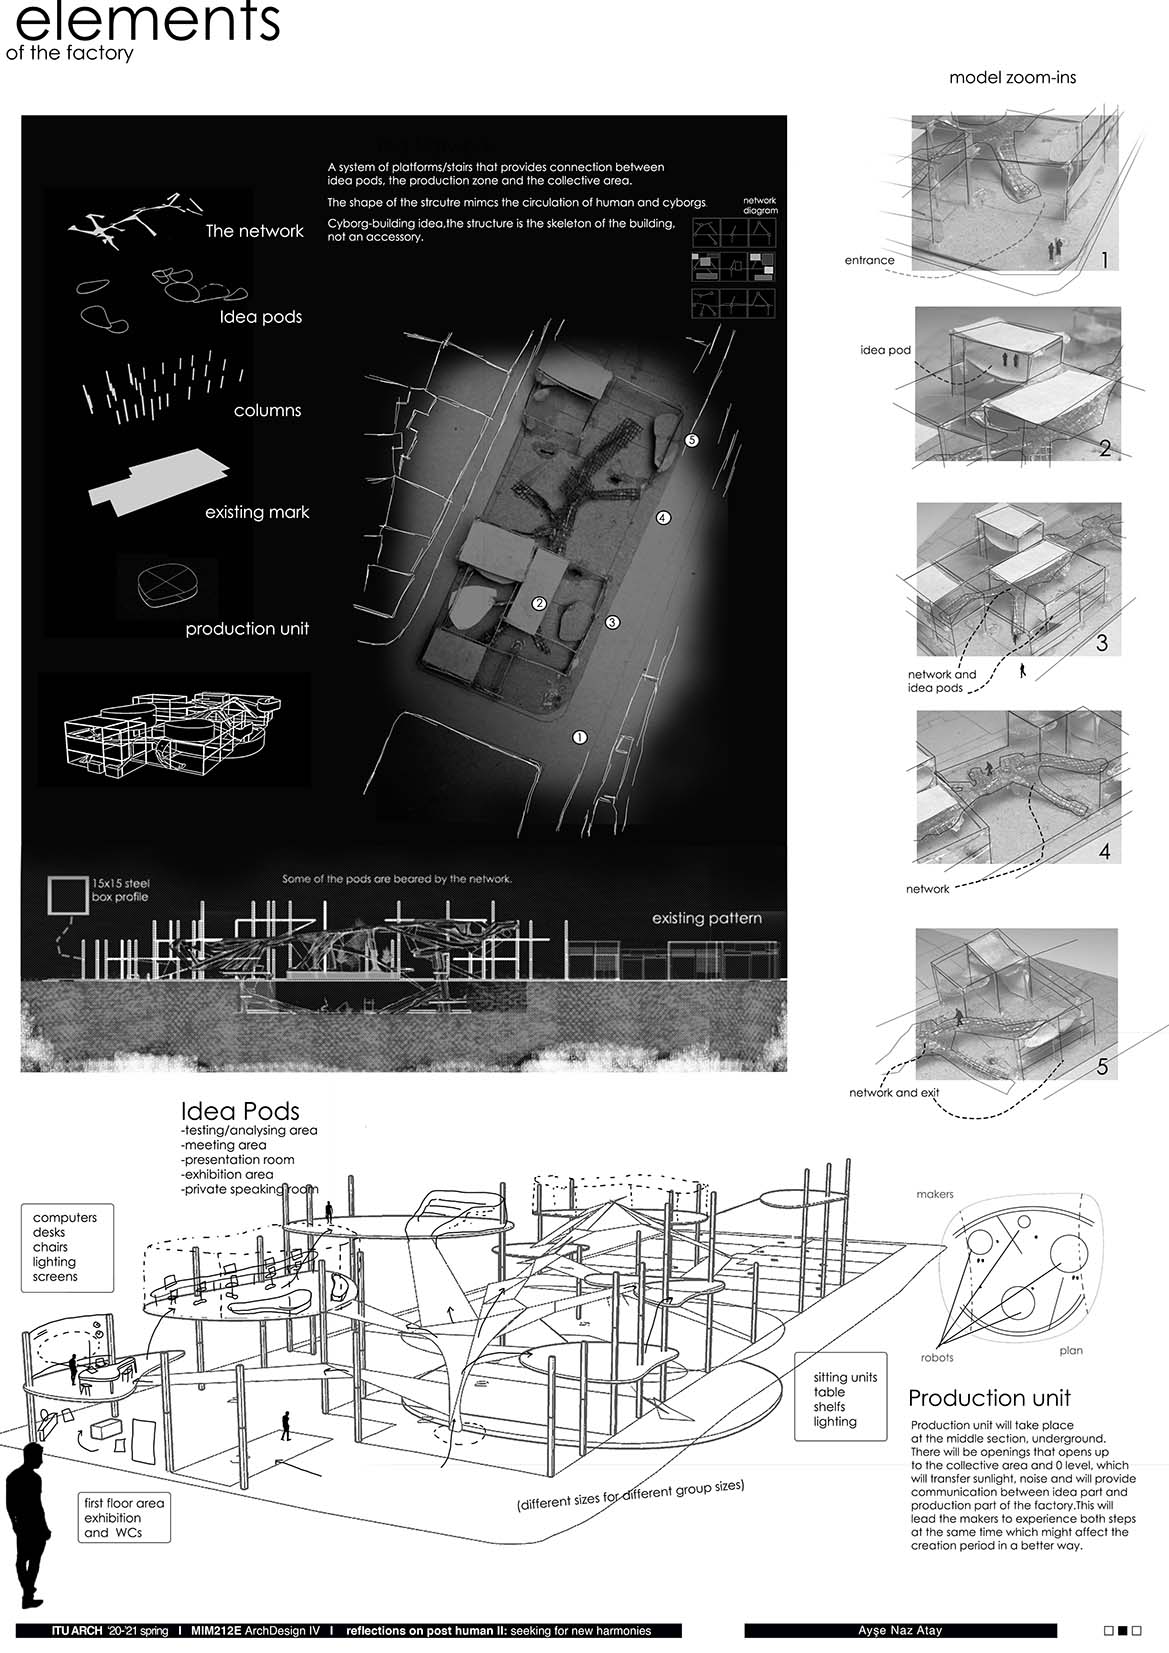 elements
of the factory
model zoom-ins
A system of platforms/stairs that provides connection between
idea pods, the production zone and the collective area.
The shape of the strcutre mimcs the circulation of human and cyborgs.
Cyborg-building idea,the structure is the skeleton of the building,
not an accessory.
network
diagram
The network
Idea pods
columns
existing mark
production unit
5
4
2
3
1
entrance
1
idea pod
2
3
network and
idea pods
4
network
5
network and exit
15x15 steel
box profile
Some of the pods are beared by the network.
existing pattern
Idea Pods
-testing/analysing area
-meeting area
-presentation room
-exhibition area
-private speaking room
computers
desks
chairs
lighting
screens
sitting units
table
shelfs
lighting
first floor area
exhibition
and WCs
(different sizes for different group sizes)
makers
robots
plan
Production unit
Production unit will take place
at the middle section, underground.
There will be openings that opens up
to the collective area and 0 level, which
will transfer sunlight, noise and will provide
communication between idea part and
production part of the factory.This will
lead the makers to experience both steps
at the same time which might affect the
creation period in a better way.
ITU ARCH '20-'21 spring I MIM212E ArchDesign IV I reflections on post human II: seeking for new harmonies
Ayşe Naz Atay